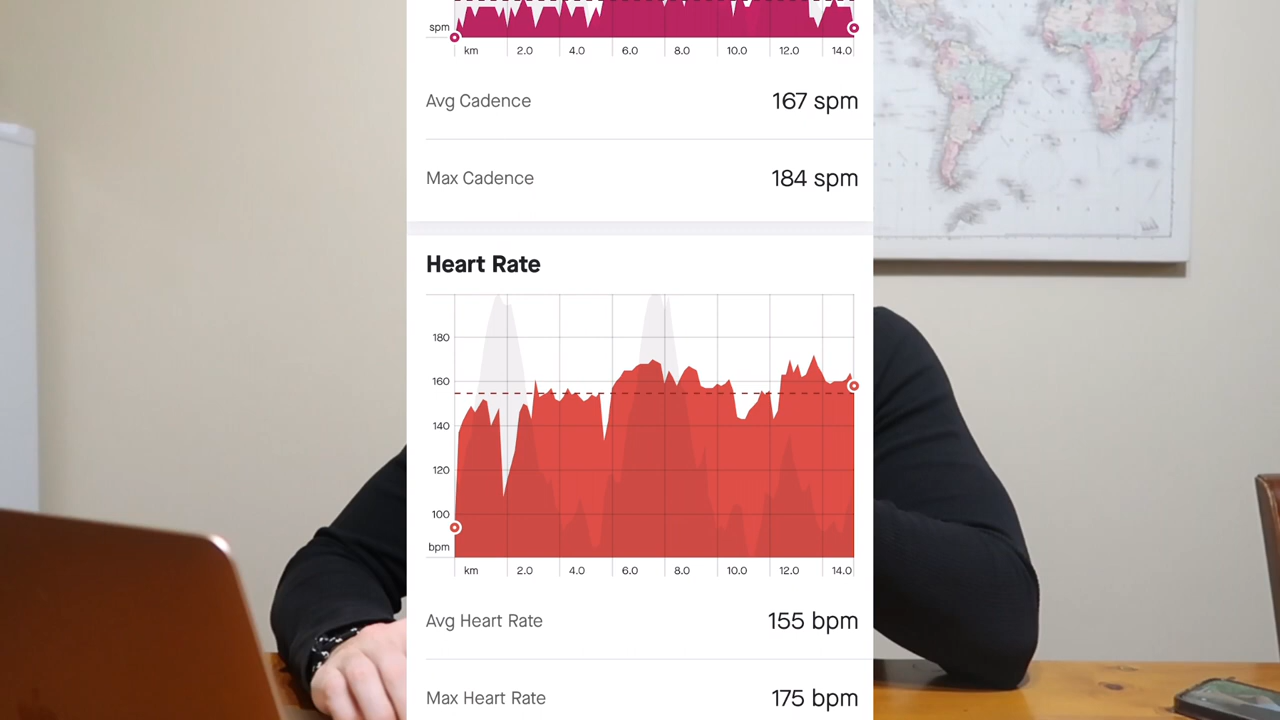 spm
km 2.0 4.0 6.0 8.0 10.0 12.0 14.0
Avg Cadence 167 spm
Max Cadence 184 spm
Heart Rate
180
160
140
120
100
bpm
km 2.0 4.0 6.0 8.0 10.0 12.0 14.0
Avg Heart Rate 155 bpm
Max Heart Rate 175 bpm